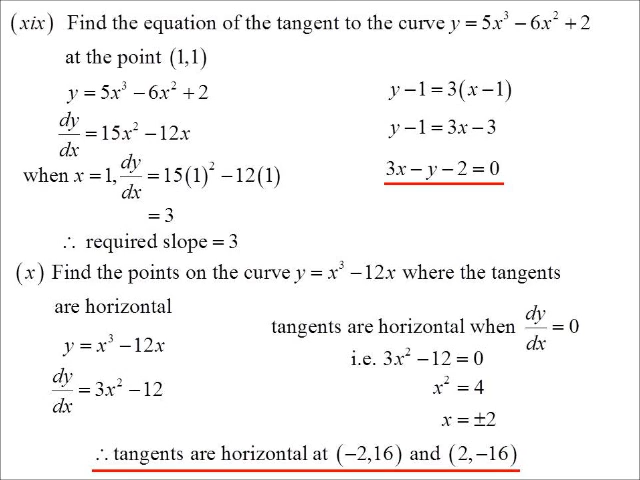 (xix) Find the equation of the tangent to the curve y = 5x³ − 6x² + 2
at the point (1,1)
y = 5x³ − 6x² + 2
dy/dx = 15x² − 12x
when x = 1, dy/dx = 15(1)² − 12(1)
= 3
∴ required slope = 3
y − 1 = 3(x − 1)
y − 1 = 3x − 3
3x − y − 2 = 0
(x) Find the points on the curve y = x³ − 12x where the tangents
are horizontal
y = x³ − 12x
dy/dx = 3x² − 12
tangents are horizontal when dy/dx = 0
i.e. 3x² − 12 = 0
x² = 4
x = ±2
∴ tangents are horizontal at (−2,16) and (2,−16)